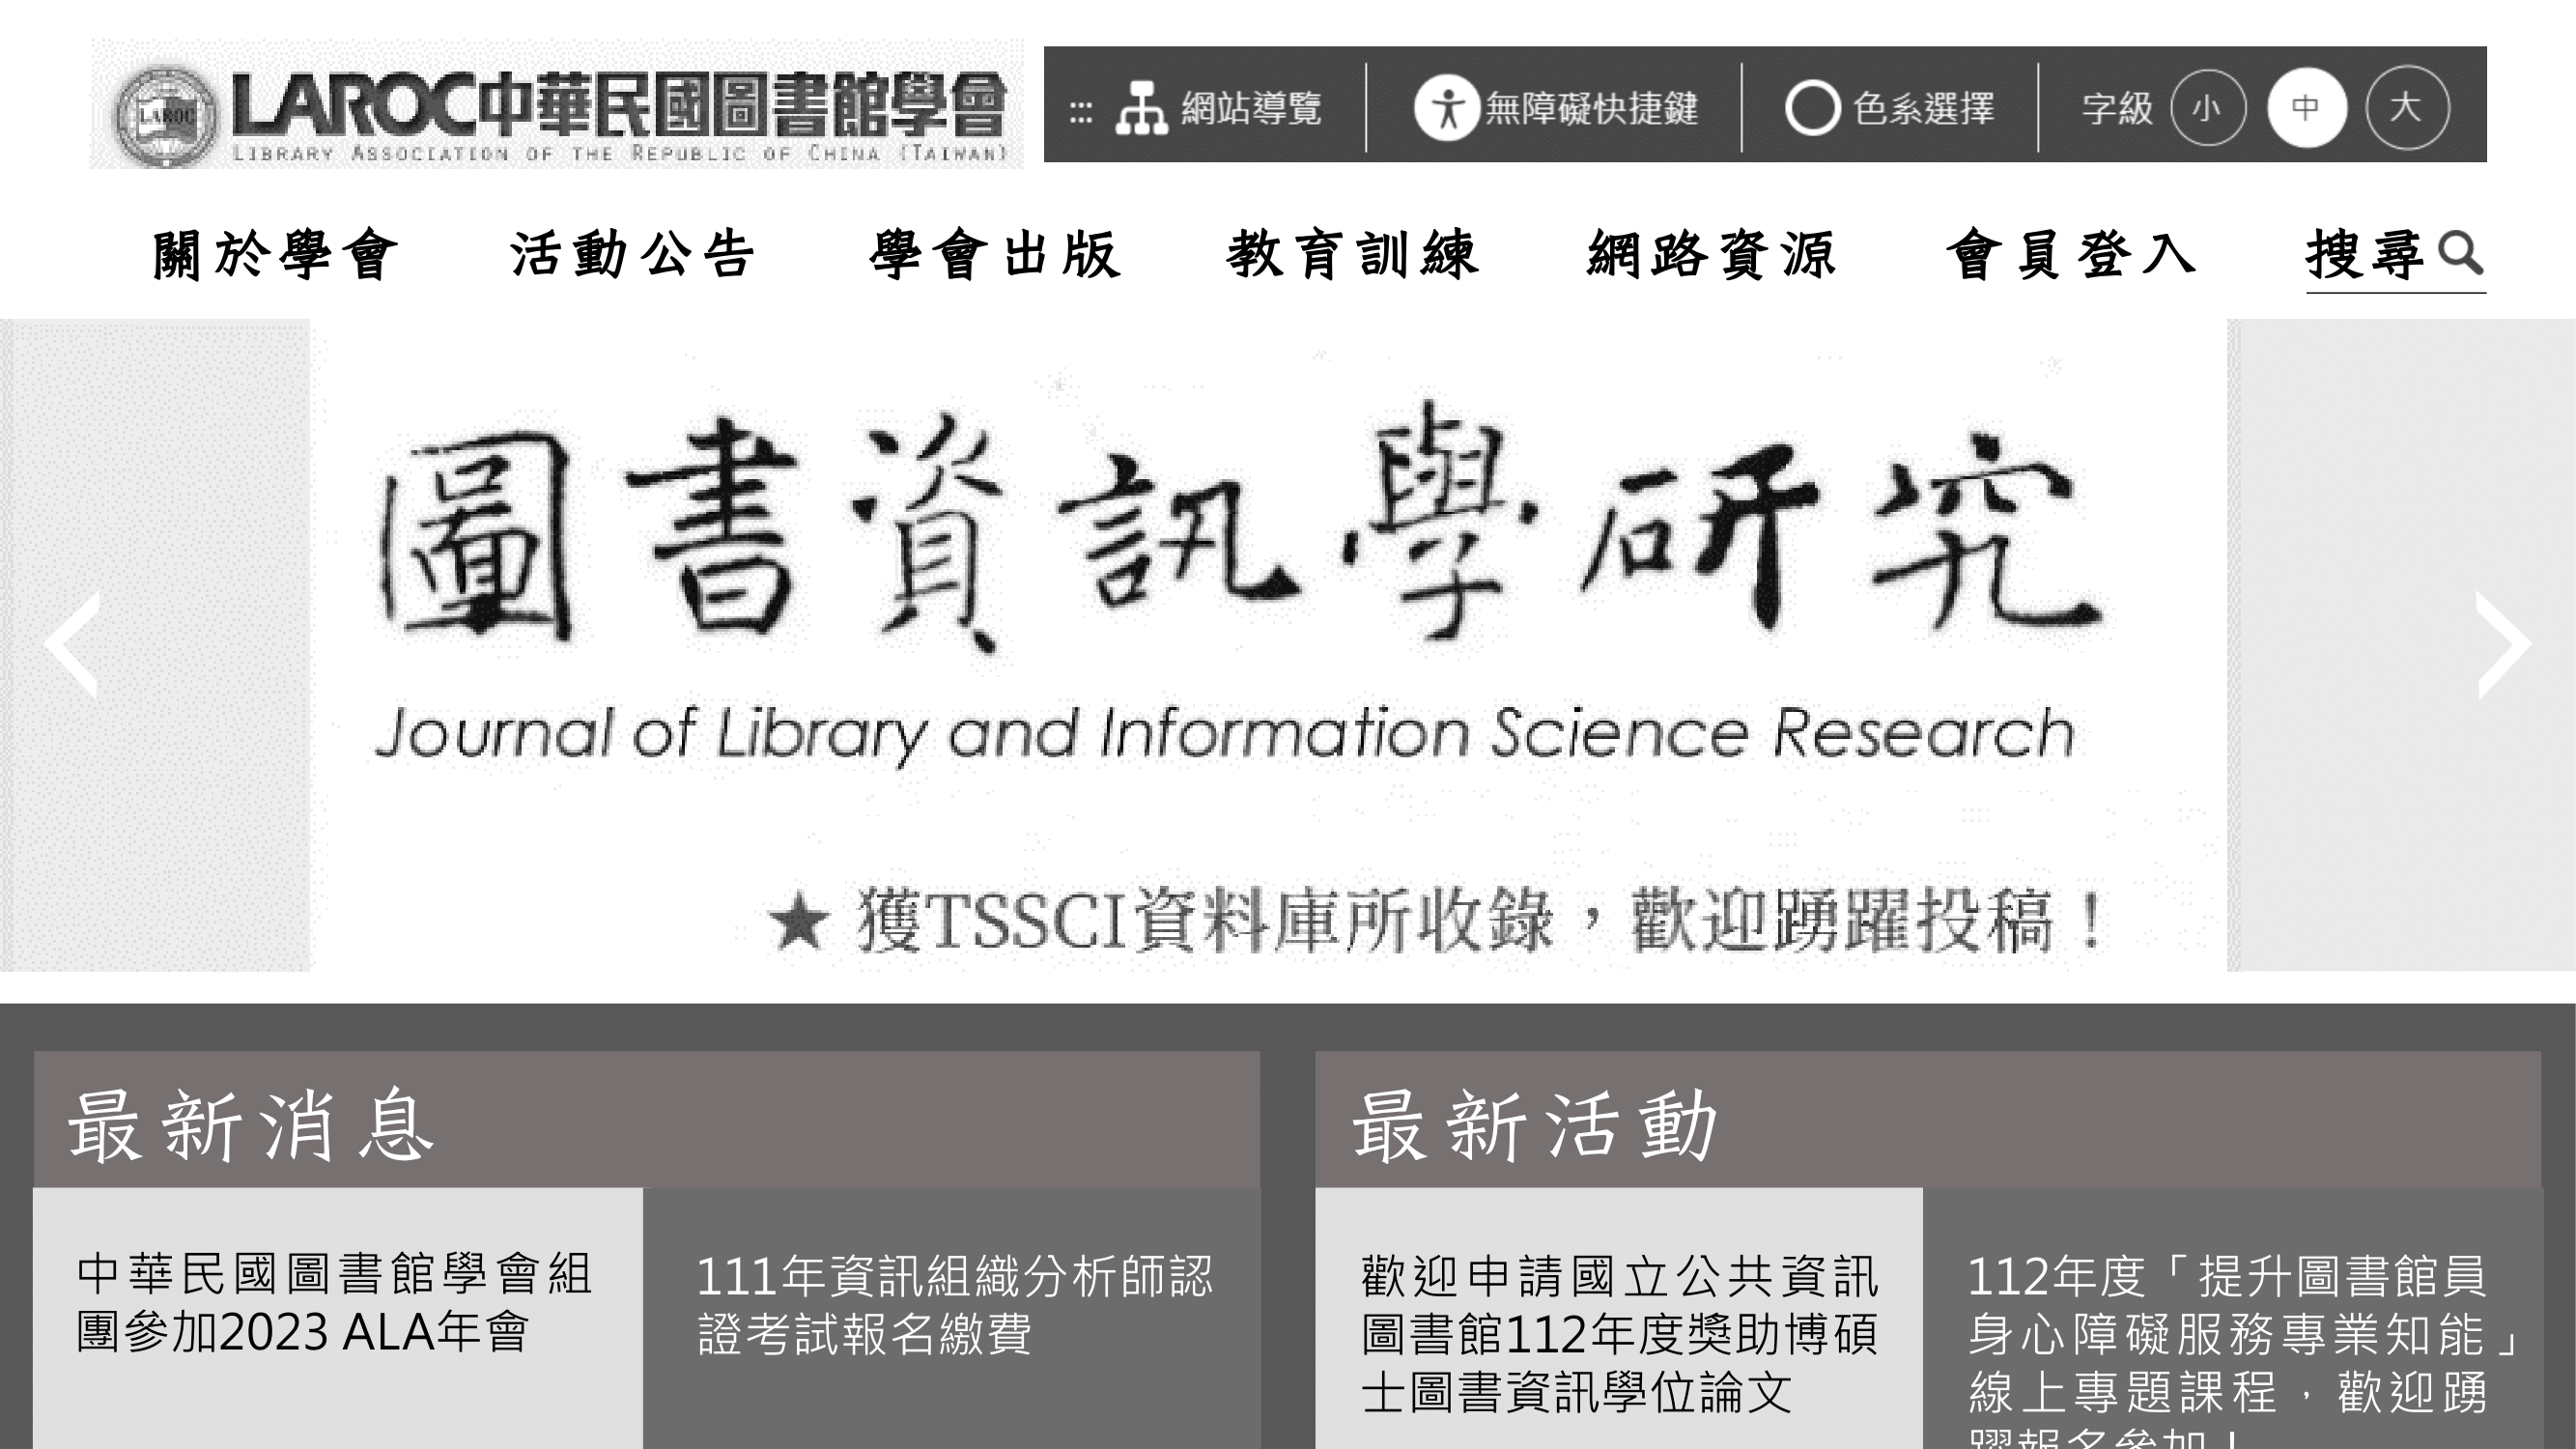 LAROC
LAROC中華民國圖書館學會
LIBRARY ASSOCIATION OF THE REPUBLIC OF CHINA (TAIWAN)
::: 網站導覽
無障礙快捷鍵
色系選擇
字級 小 中 大
關於學會 活動公告 學會出版 教育訓練 網路資源 會員登入 搜尋
圖書資訊學研究
Journal of Library and Information Science Research
★ 獲TSSCI資料庫所收錄，歡迎踴躍投稿！
最新消息
中華民國圖書館學會組
團參加2023 ALA年會
111年資訊組織分析師認
證考試報名繳費
最新活動
歡迎申請國立公共資訊
圖書館112年度獎助博碩
士圖書資訊學位論文
112年度「提升圖書館員
身心障礙服務專業知能」
線上專題課程，歡迎踴
躍報名參加！